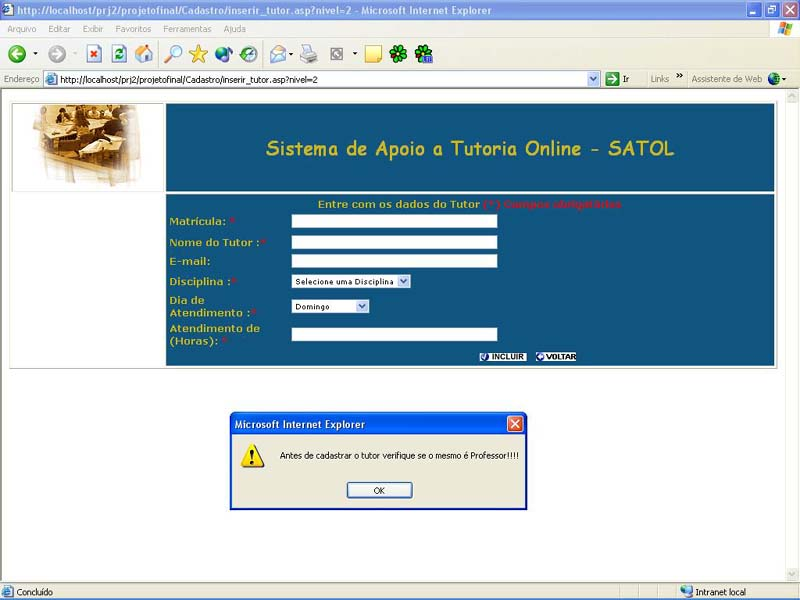 http://localhost/prj2/projetofinal/Cadastro/inserir_tutor.asp?nivel=2 - Microsoft Internet Explorer
Arquivo Editar Exibir Favoritos Ferramentas Ajuda
Endereço http://localhost/prj2/projetofinal/Cadastro/inserir_tutor.asp?nivel=2 Ir Links » Assistente de Web
Sistema de Apoio a Tutoria Online - SATOL
Entre com os dados do Tutor (*) Campos obrigatórios
Matrícula: *
Nome do Tutor :*
E-mail:
Disciplina :* Selecione uma Disciplina
Dia de
Atendimento :* Domingo
Atendimento de
(Horas): *
INCLUIR VOLTAR
Microsoft Internet Explorer
Antes de cadastrar o tutor verifique se o mesmo é Professor!!!!
OK
Concluído Intranet local